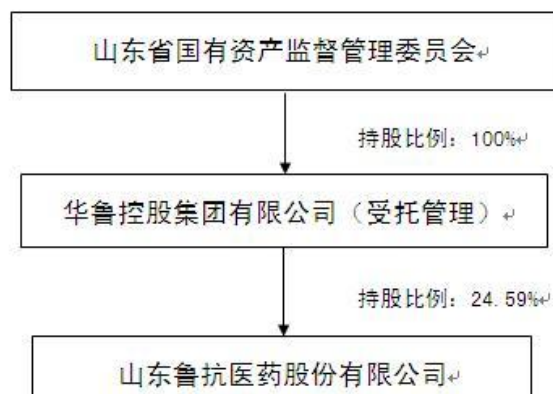 山东省国有资产监督管理委员会
持股比例：100%
华鲁控股集团有限公司（受托管理）
持股比例：24.59%
山东鲁抗医药股份有限公司